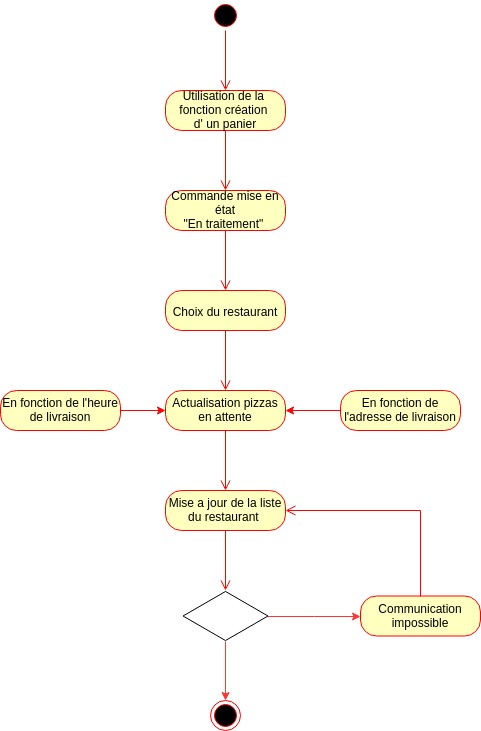 Utilisation de la
fonction création
d' un panier
Commande mise en
état
"En traitement"
Choix du restaurant
En fonction de l'heure
de livraison
Actualisation pizzas
en attente
En fonction de
l'adresse de livraison
Mise a jour de la liste
du restaurant
Communication
impossible